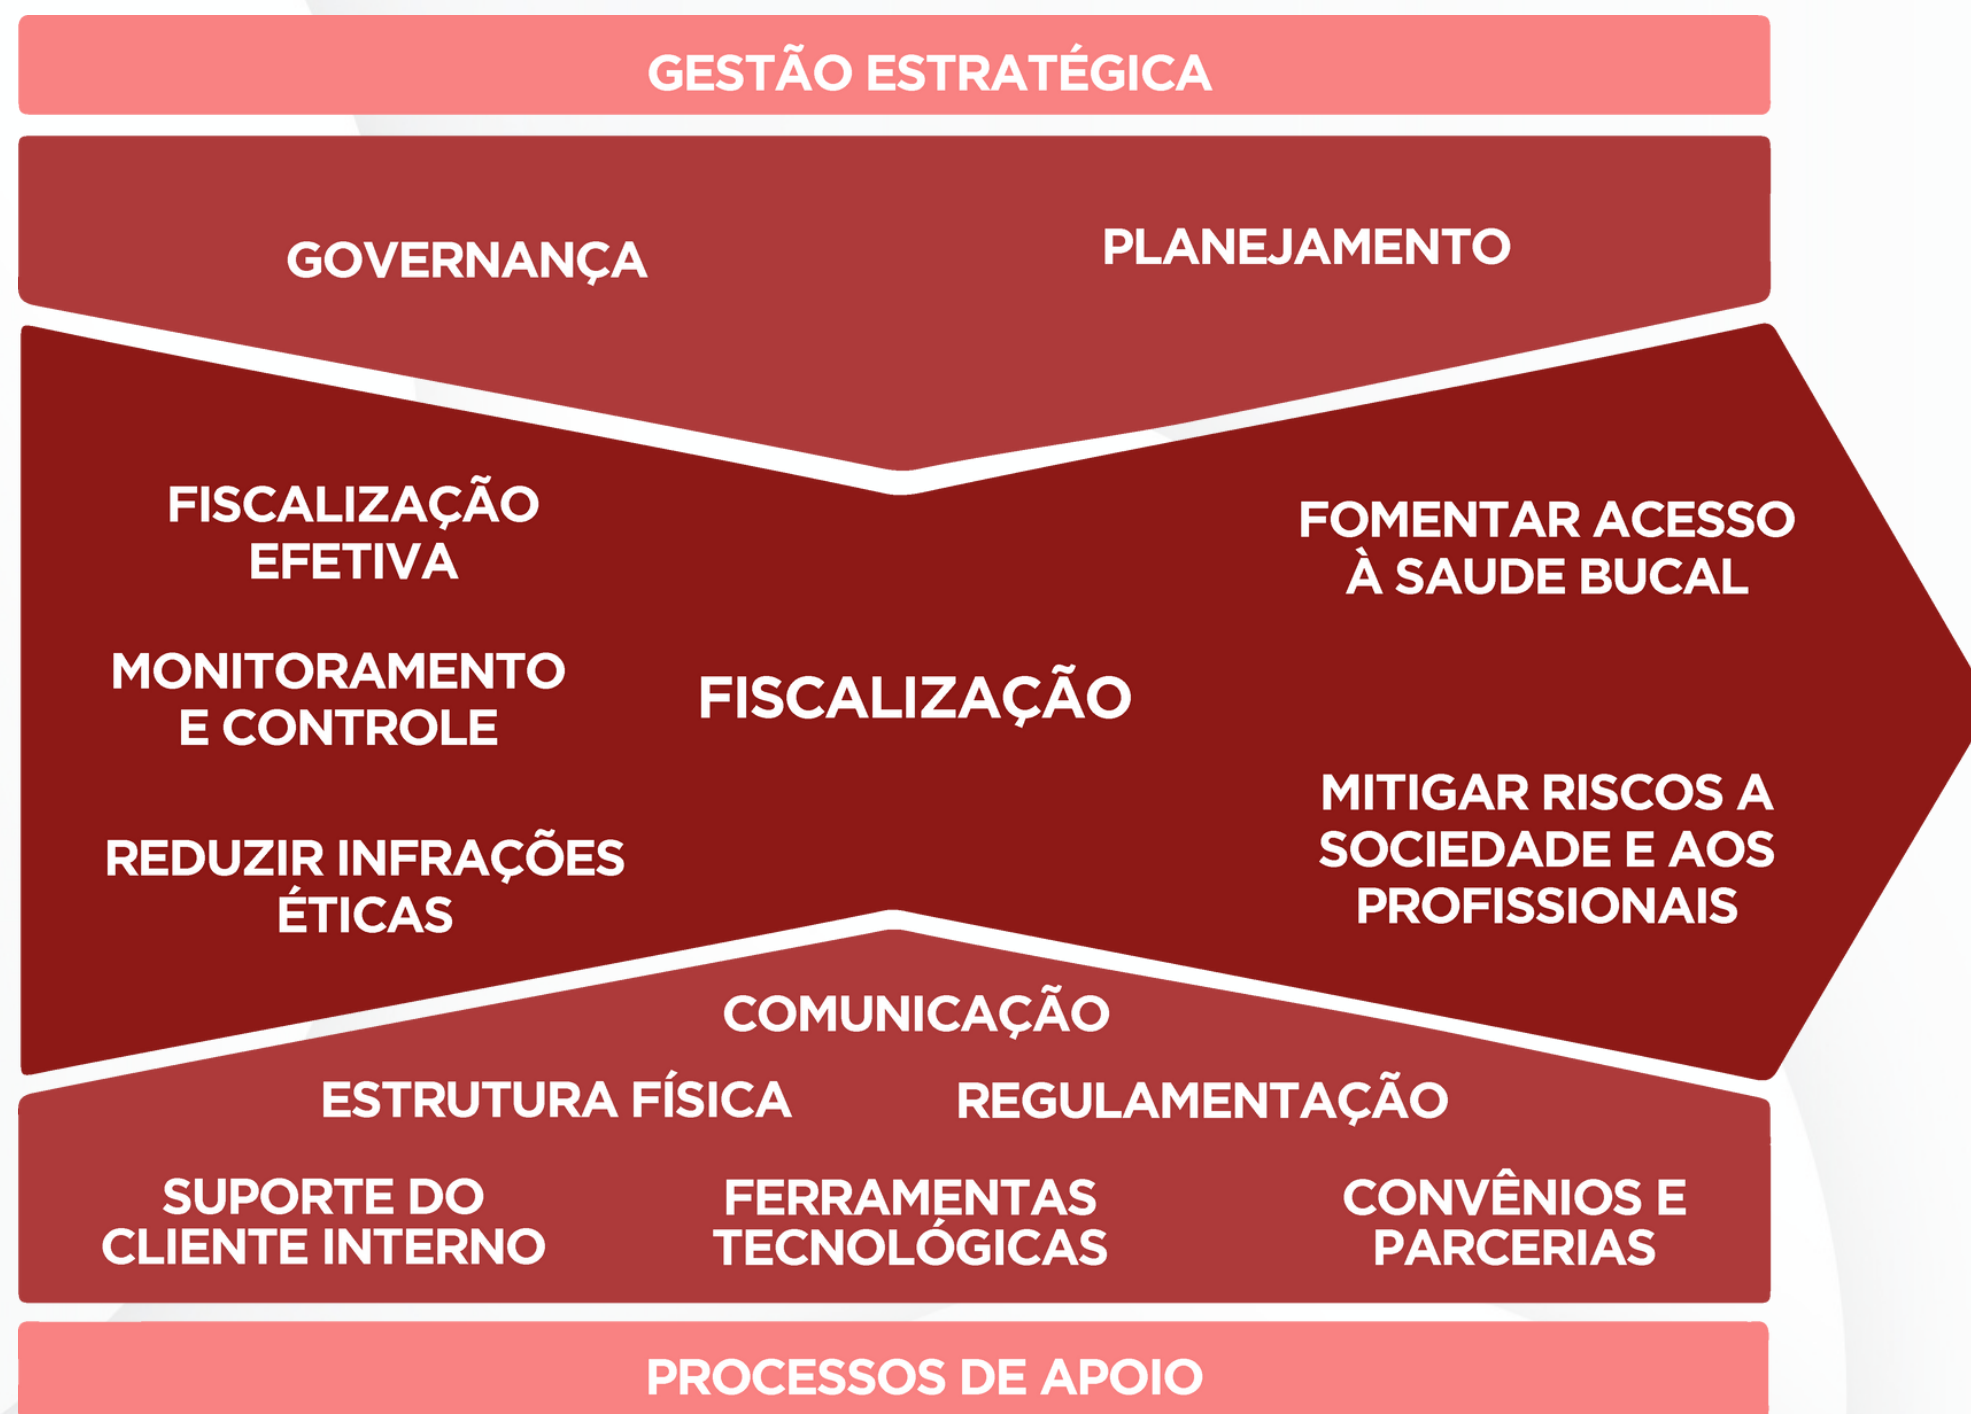 GESTÃO ESTRATÉGICA
GOVERNANÇA
PLANEJAMENTO
FISCALIZAÇÃO
EFETIVA
MONITORAMENTO
E CONTROLE
REDUZIR INFRAÇÕES
ÉTICAS
FISCALIZAÇÃO
FOMENTAR ACESSO
À SAUDE BUCAL
MITIGAR RISCOS A
SOCIEDADE E AOS
PROFISSIONAIS
COMUNICAÇÃO
ESTRUTURA FÍSICA
REGULAMENTAÇÃO
SUPORTE DO
CLIENTE INTERNO
FERRAMENTAS
TECNOLÓGICAS
CONVÊNIOS E
PARCERIAS
PROCESSOS DE APOIO